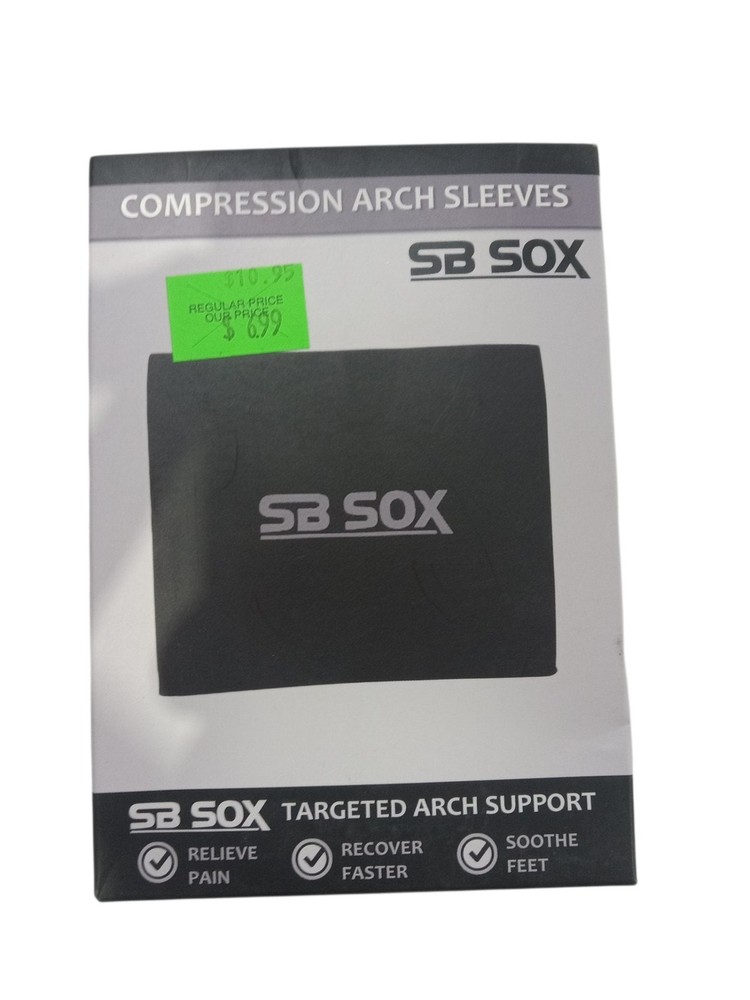 COMPRESSION ARCH SLEEVES
SB SOX
$10.95
REGULAR PRICE
OUR PRICE
$ 6.99
SB SOX
SB SOX TARGETED ARCH SUPPORT
RELIEVE
PAIN
RECOVER
FASTER
SOOTHE
FEET